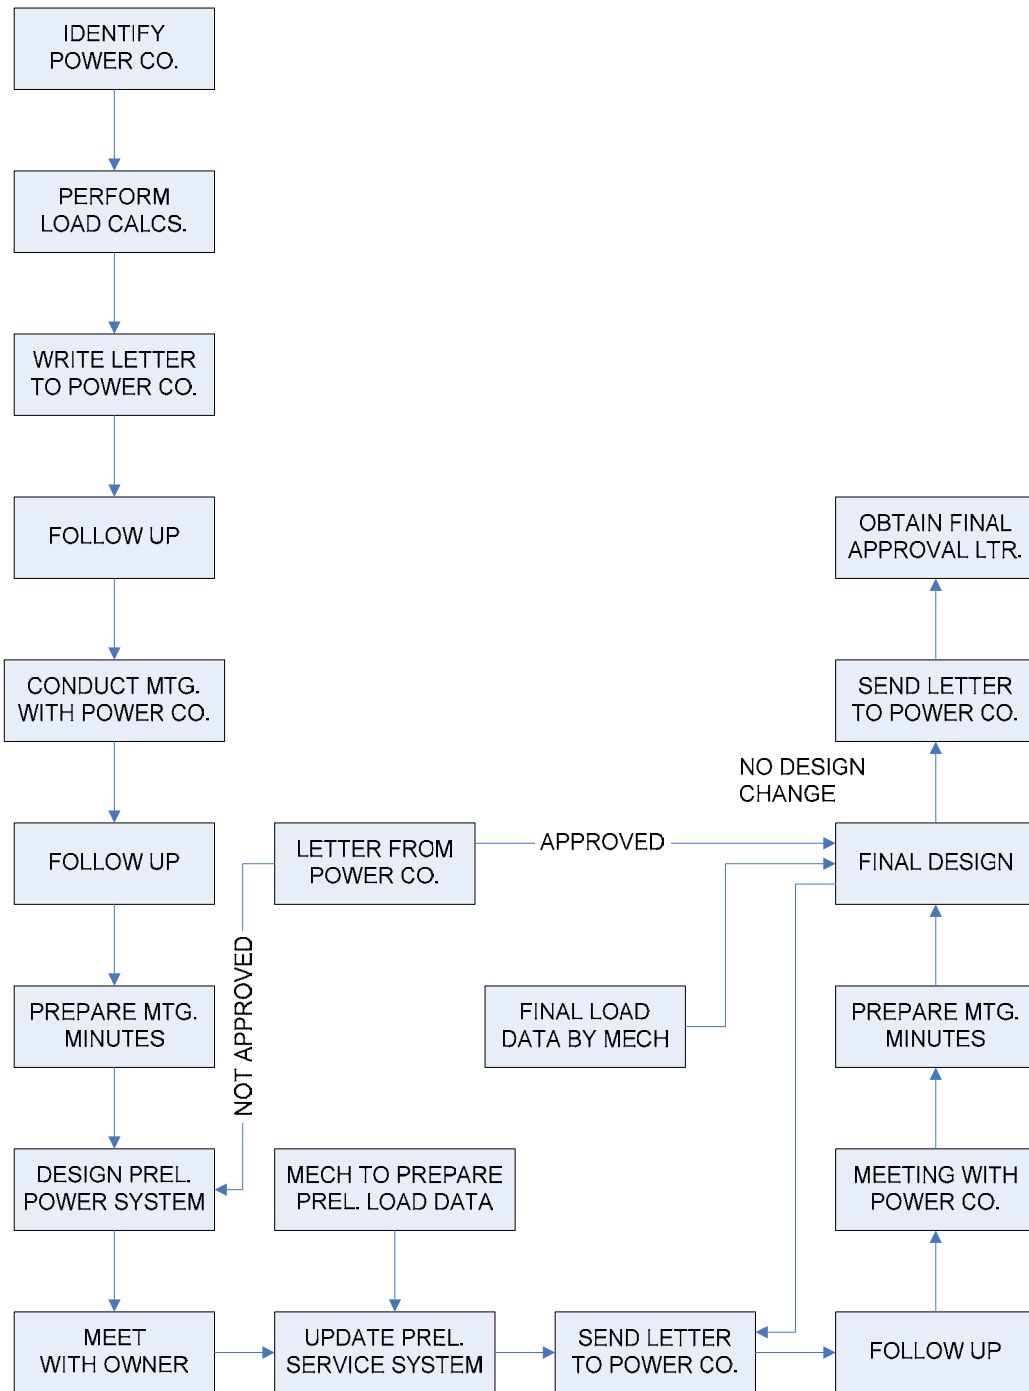 IDENTIFY
POWER CO.
PERFORM
LOAD CALCS.
WRITE LETTER
TO POWER CO.
FOLLOW UP
OBTAIN FINAL
APPROVAL LTR.
CONDUCT MTG.
WITH POWER CO.
SEND LETTER
TO POWER CO.
NO DESIGN
CHANGE
FOLLOW UP
LETTER FROM
POWER CO.
APPROVED
FINAL DESIGN
NOT APPROVED
PREPARE MTG.
MINUTES
FINAL LOAD
DATA BY MECH
PREPARE MTG.
MINUTES
DESIGN PREL.
POWER SYSTEM
MECH TO PREPARE
PREL. LOAD DATA
MEETING WITH
POWER CO.
MEET
WITH OWNER
UPDATE PREL.
SERVICE SYSTEM
SEND LETTER
TO POWER CO.
FOLLOW UP